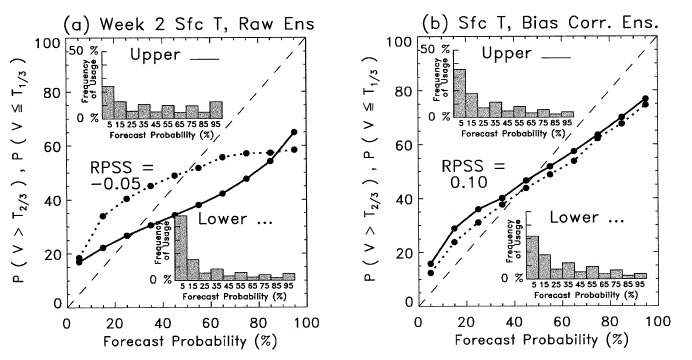 (a) Week 2 Sfc T, Raw Ens
100
80
60
40
20
0
P ( V > T2/3 ) , P ( V ≦ T1/3 )
50
%
0 %
Frequency
of Usage
Upper ___
5 15 25 35 45 55 65 75 85 95
Forecast Probability (%)
RPSS =
-0.05
Lower ...
50
%
0 %
Frequency
of Usage
5 15 25 35 45 55 65 75 85 95
Forecast Probability (%)
0 20 40 60 80 100
Forecast Probability (%)
(b) Sfc T, Bias Corr. Ens.
100
80
60
40
20
0
P ( V > T2/3 ) , P ( V ≦ T1/3 )
50
%
0 %
Frequency
of Usage
Upper ___
5 15 25 35 45 55 65 75 85 95
Forecast Probability (%)
RPSS =
0.10
Lower ...
50
%
0 %
Frequency
of Usage
5 15 25 35 45 55 65 75 85 95
Forecast Probability (%)
0 20 40 60 80 100
Forecast Probability (%)